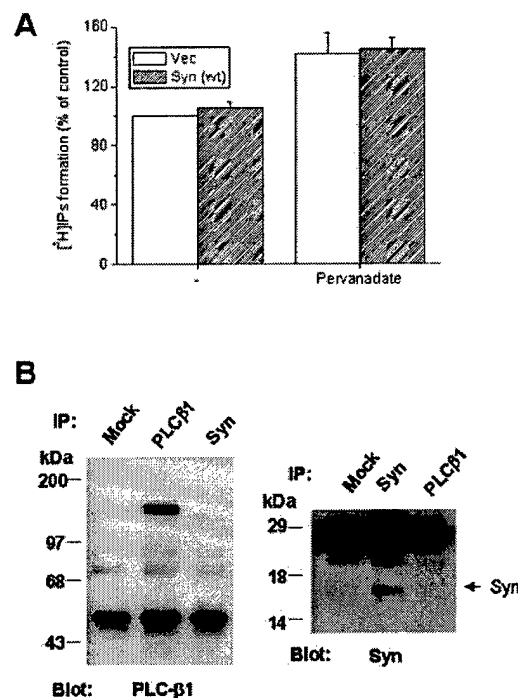 A
[³H]IPs formation (% of control)
160
120
80
40
0
Vec
Syn (wt)
-
Pervanadate
B
IP:
Mock
PLCβ1
Syn
kDa
200
97
68
43
Blot: PLC-β1
IP:
Mock
Syn
PLCβ1
kDa
29
18
14
Syn
Blot: Syn